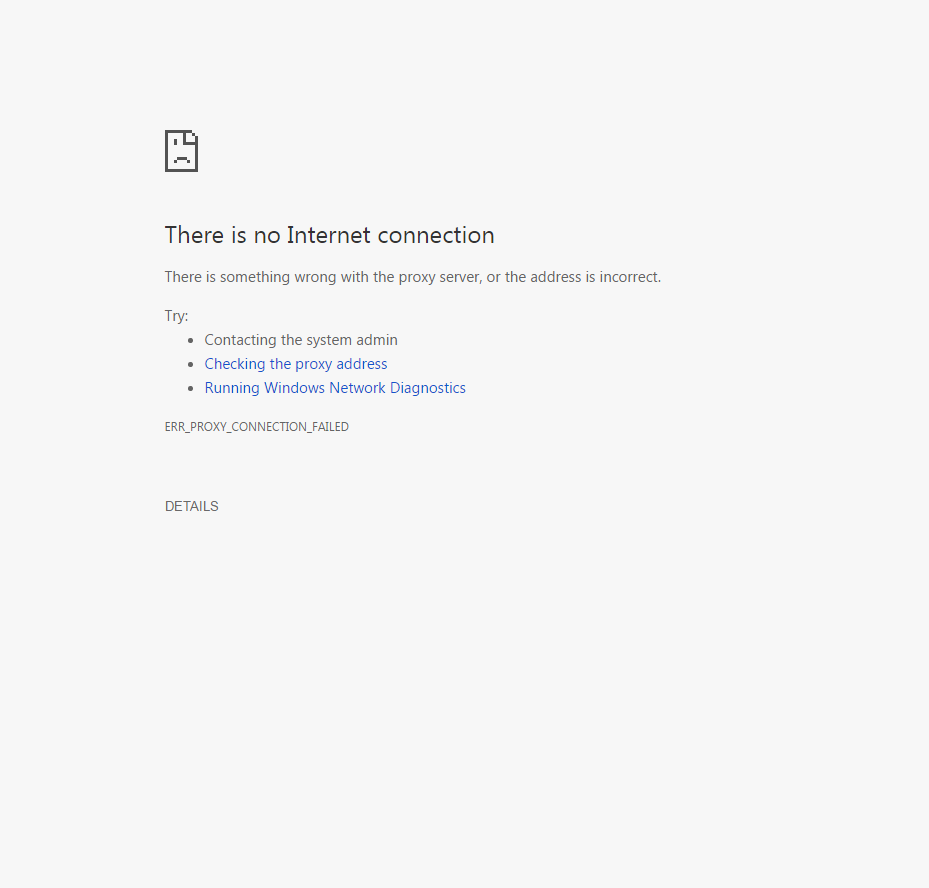 There is no Internet connection
There is something wrong with the proxy server, or the address is incorrect.
Try:
• Contacting the system admin
• Checking the proxy address
• Running Windows Network Diagnostics
ERR_PROXY_CONNECTION_FAILED
DETAILS